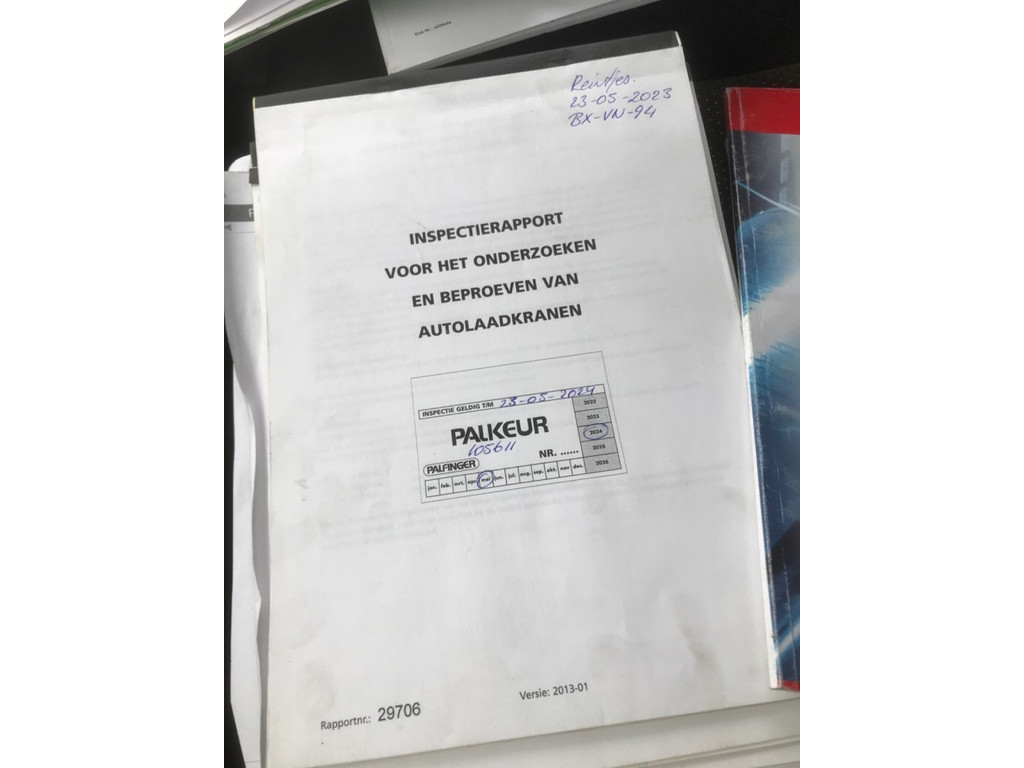 Reintjes.
23-05-2023
BX-VN-94
INSPECTIERAPPORT
VOOR HET ONDERZOEKEN
EN BEPROEVEN VAN
AUTOLAADKRANEN
INSPECTIE GELDIG T/M 23-05-2024
2022
2023
2024
2025
2026
PALKEUR
105611
NR. ......
PALFINGER
jan. feb. mrt. apr. mei jun. jul. aug. sep. okt. nov dec.
Versie: 2013-01
Rapportnr.: 29706